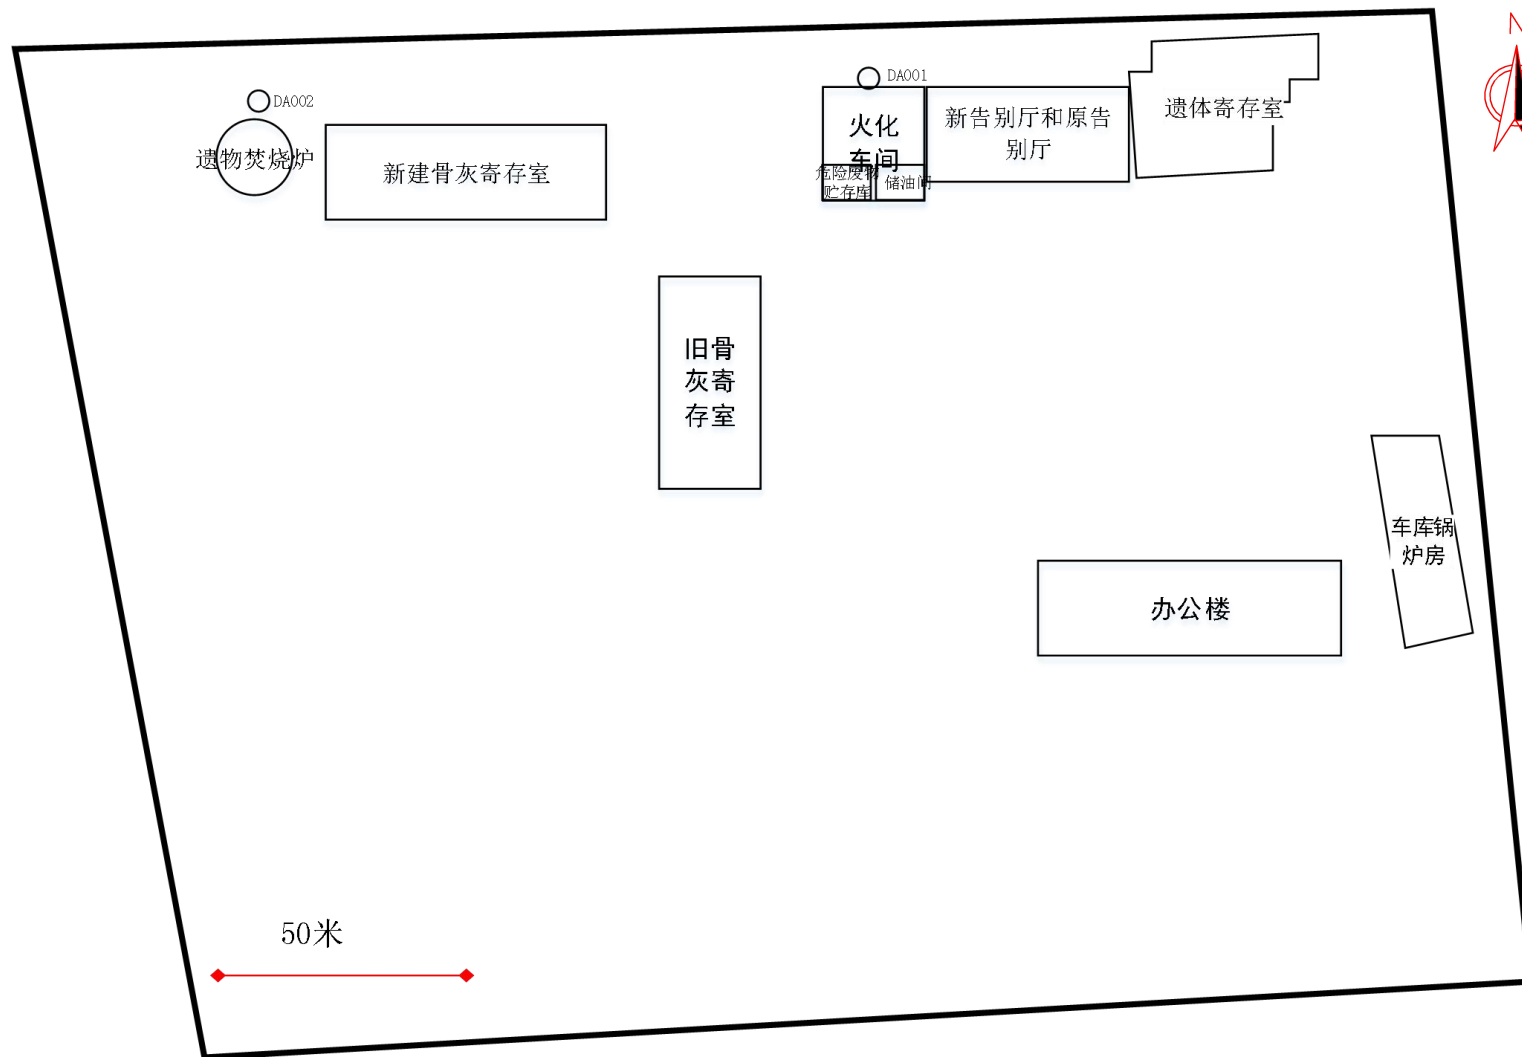 N
DA001
DA002
遗体寄存室
新告别厅和原告
别厅
火化
车间
遗物焚烧炉
新建骨灰寄存室
危险废物
贮存库
储油间
旧骨
灰寄
存室
车库锅
炉房
办公楼
50米